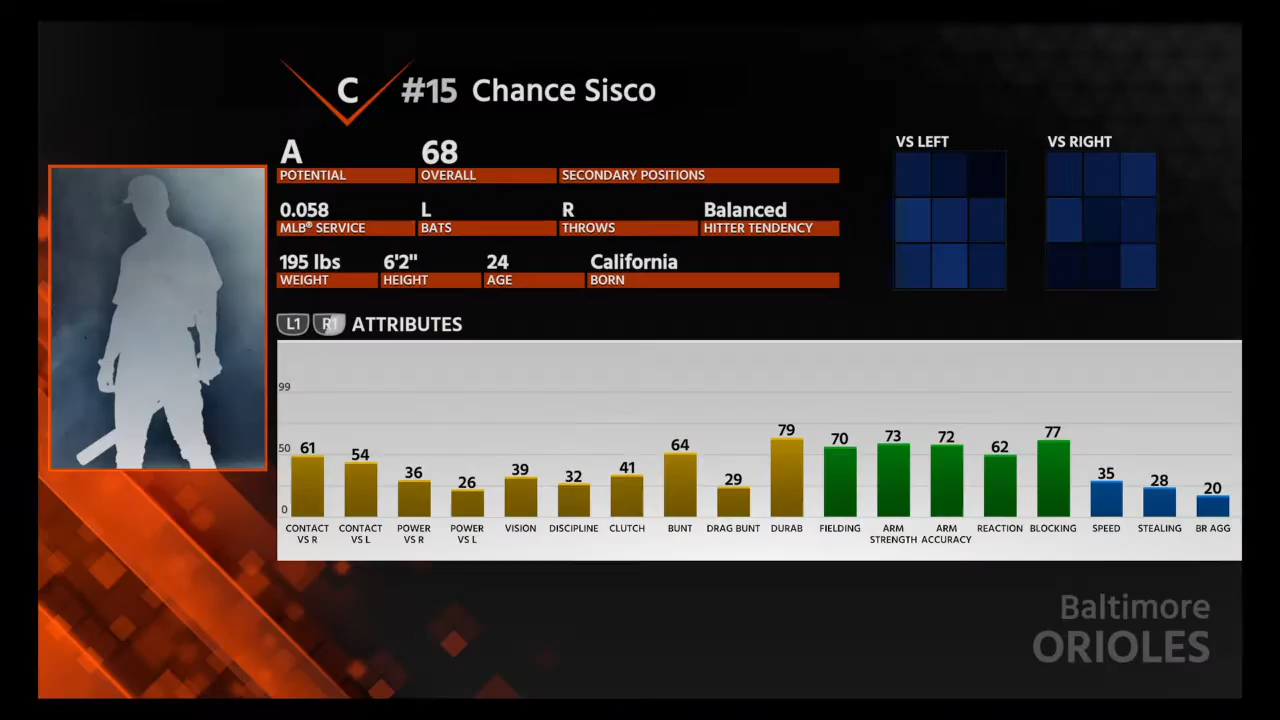 C #15 Chance Sisco
A 68
POTENTIAL OVERALL SECONDARY POSITIONS
0.058 L R Balanced
MLB® SERVICE BATS THROWS HITTER TENDENCY
195 lbs 6'2" 24 California
WEIGHT HEIGHT AGE BORN
VS LEFT VS RIGHT
L1 R1 ATTRIBUTES
99
50
0
61 54 36 26 39 32 41 64 29 79 70 73 72 62 77 35 28 20
CONTACT VS R
CONTACT VS L
POWER VS R
POWER VS L
VISION
DISCIPLINE
CLUTCH
BUNT
DRAG BUNT
DURAB
FIELDING
ARM STRENGTH
ARM ACCURACY
REACTION
BLOCKING
SPEED
STEALING
BR AGG
Baltimore
ORIOLES